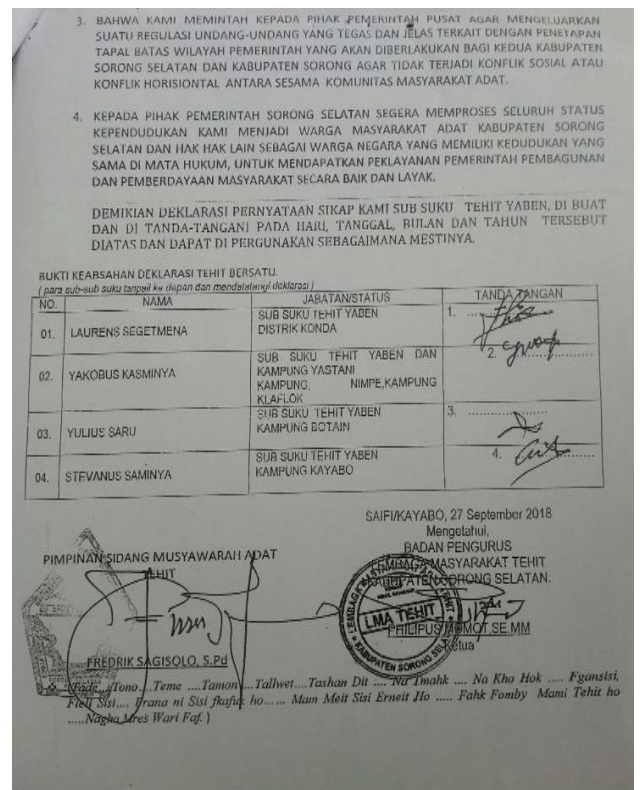 3. BAHWA KAMI MEMINTAH KEPADA PIHAK PEMERINTAH PUSAT AGAR MENGELUARKAN
SUATU REGULASI UNDANG-UNDANG YANG TEGAS DAN JELAS TERKAIT DENGAN PENETAPAN
TAPAL BATAS WILAYAH PEMERINTAH YANG AKAN DIBERLAKUKAN BAGI KEDUA KABUPATEN
SORONG SELATAN DAN KABUPATEN SORONG AGAR TIDAK TERJADI KONFLIK SOSIAL ATAU
KONFLIK HORISIONTAL ANTARA SESAMA KOMUNITAS MASYARAKAT ADAT.
4. KEPADA PIHAK PEMERINTAH SORONG SELATAN SEGERA MEMPROSES SELURUH STATUS
KEPENDUDUKAN KAMI MENJADI WARGA MASYARAKAT ADAT KABUPATEN SORONG
SELATAN DAN HAK HAK LAIN SEBAGAI WARGA NEGARA YANG MEMILIKI KEDUDUKAN YANG
SAMA DI MATA HUKUM, UNTUK MENDAPATKAN PEKLAYANAN PEMERINTAH PEMBAGUNAN
DAN PEMBERDAYAAN MASYARAKAT SECARA BAIK DAN LAYAK.
DEMIKIAN DEKLARASI PERNYATAAN SIKAP KAMI SUB SUKU TEHIT YABEN, DI BUAT
DAN DI TANDA-TANGANI PADA HARI, TANGGAL, BULAN DAN TAHUN TERSEBUT
DIATAS DAN DAPAT DI PERGUNAKAN SEBAGAIMANA MESTINYA.
BUKTI KEABSAHAN DEKLARASI TEHIT BERSATU.
( para sub-sub suku tampail ke depan dan mendatatangi deklarasi )
NO. NAMA JABATAN/STATUS TANDA TANGAN
01. LAURENS SEGETMENA SUB SUKU TEHIT YABEN 1. ........
DISTRIK KONDA
02. YAKOBUS KASMINYA SUB SUKU TEHIT YABEN DAN 2. ........
KAMPUNG YASTANI
KAMPUNG, NIMPE,KAMPUNG
KLAFLOK
03. YULIUS SARU SUB SUKU TEHIT YABEN 3. ........
KAMPUNG BOTAIN
04. STEVANUS SAMINYA SUB SUKU TEHIT YABEN 4. ........
KAMPUNG KAYABO
SAIFI/KAYABO, 27 September 2018
Mengetahui,
BADAN PENGURUS
LEMBAGA MASYARAKAT TEHIT
KABUPATEN SORONG SELATAN.
PIMPINAN SIDANG MUSYAWARAH ADAT
TEHIT
LMA TEHIT
KABUPATEN SORONG
PHILIPUS MOMOT,SE.MM
Ketua
FREDRIK SAGISOLO, S.Pd
Tono....Teme ....Tamon....Tallwet....Tashan Dit .... Na Imahk .... Na Kho Hok ..... Fgansisi,
Sisi.... Frana ni Sisi fkafus ho...... Mam Meit Sisi Erneit Ho ..... Fahk Fomby Mami Tehit ho
.....Nagha Mres Wari Faf. )